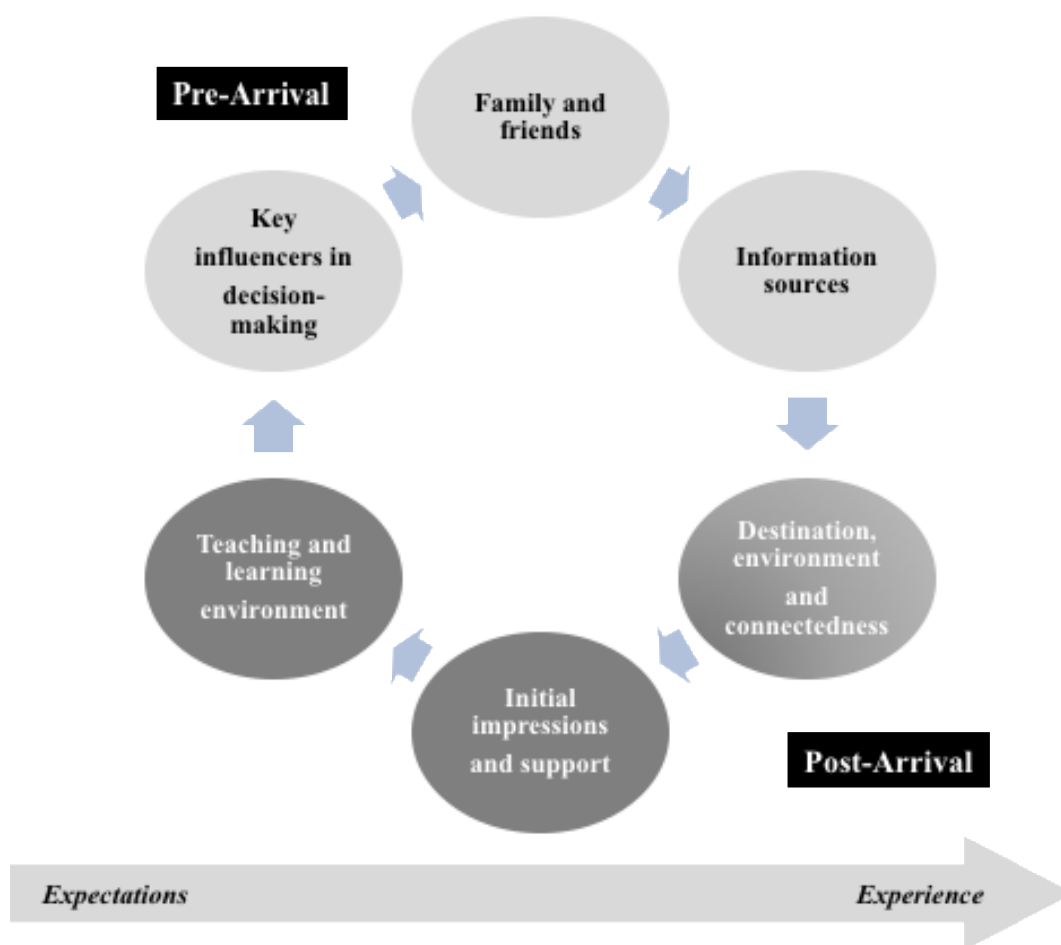 Pre-Arrival
Family and
friends
Key
influencers in
decision-
making
Information
sources
Teaching and
learning
environment
Destination,
environment
and
connectedness
Initial
impressions
and support
Post-Arrival
Expectations
Experience